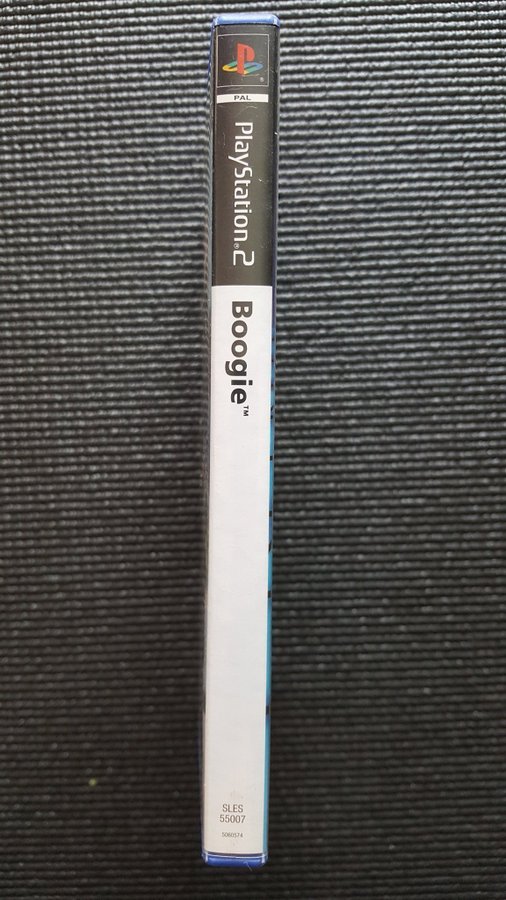 PAL
PlayStation®2
Boogie™
SLES
55007
5060574